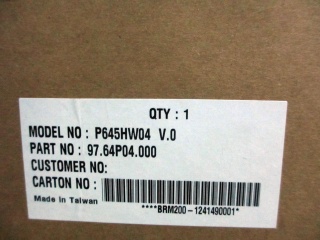 QTY : 1
MODEL NO : P645HW04 V.0
PART NO : 97.64P04.000
CUSTOMER NO:
CARTON NO :
Made in Taiwan
****BRM200-1241490001*